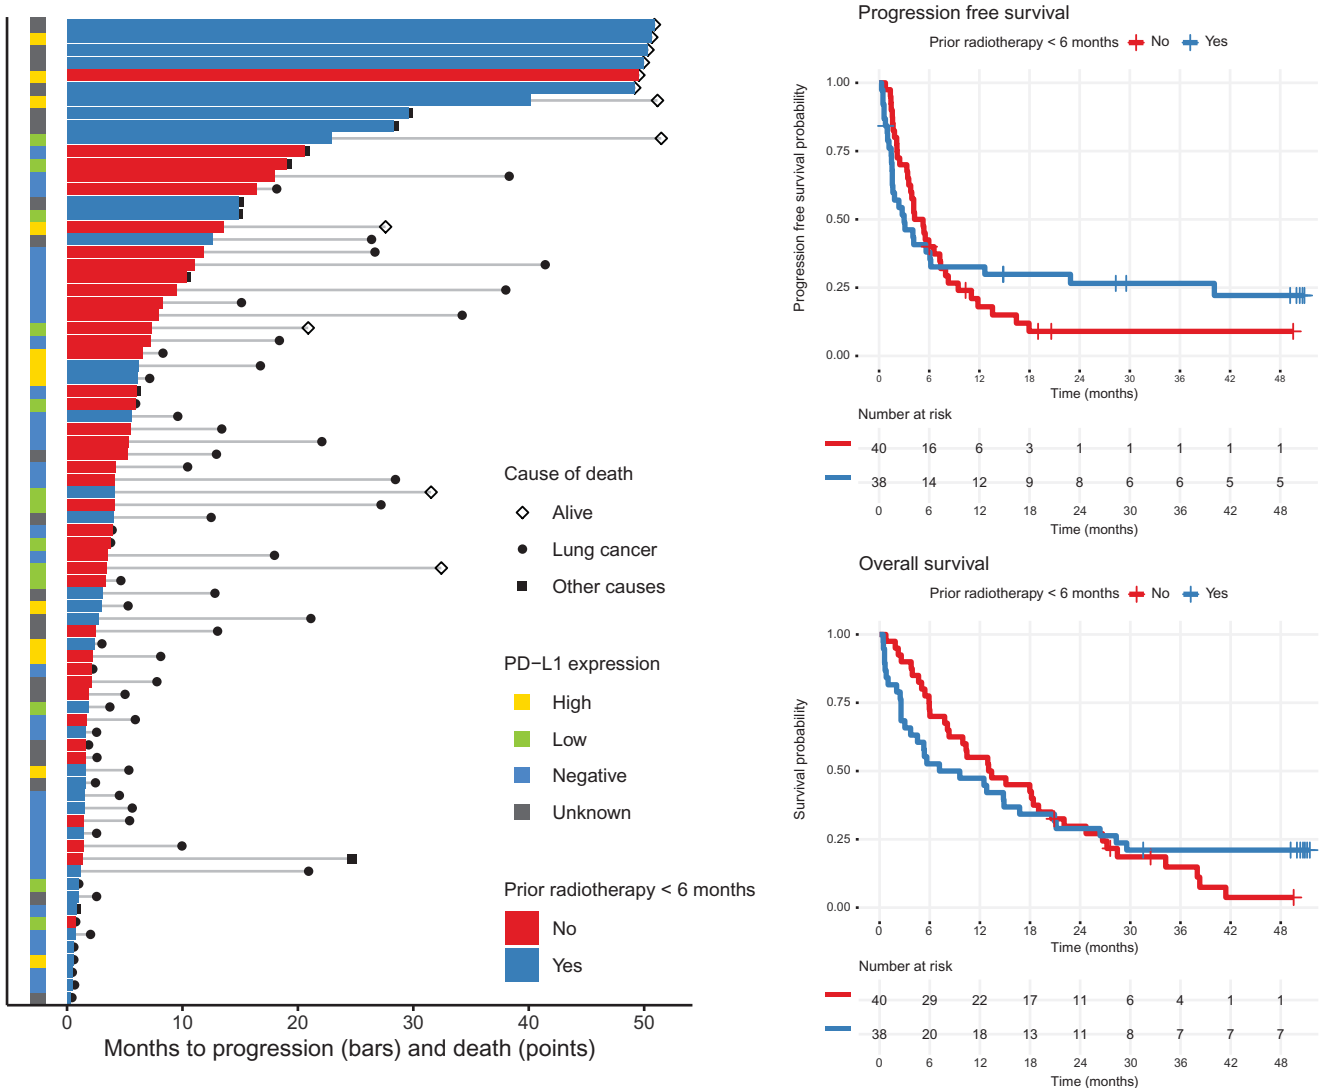 Cause of death
Alive
Lung cancer
Other causes
PD−L1 expression
High
Low
Negative
Unknown
Prior radiotherapy < 6 months
No
Yes
0 10 20 30 40 50
Months to progression (bars) and death (points)
Progression free survival
Prior radiotherapy < 6 months No Yes
Progression free survival probability
1.00
0.75
0.50
0.25
0.00
0 6 12 18 24 30 36 42 48
Time (months)
Number at risk
40 16 6 3 1 1 1 1 1
38 14 12 9 8 6 6 5 5
0 6 12 18 24 30 36 42 48
Time (months)
Overall survival
Prior radiotherapy < 6 months No Yes
Survival probability
1.00
0.75
0.50
0.25
0.00
0 6 12 18 24 30 36 42 48
Time (months)
Number at risk
40 29 22 17 11 6 4 1 1
38 20 18 13 11 8 7 7 7
0 6 12 18 24 30 36 42 48
Time (months)